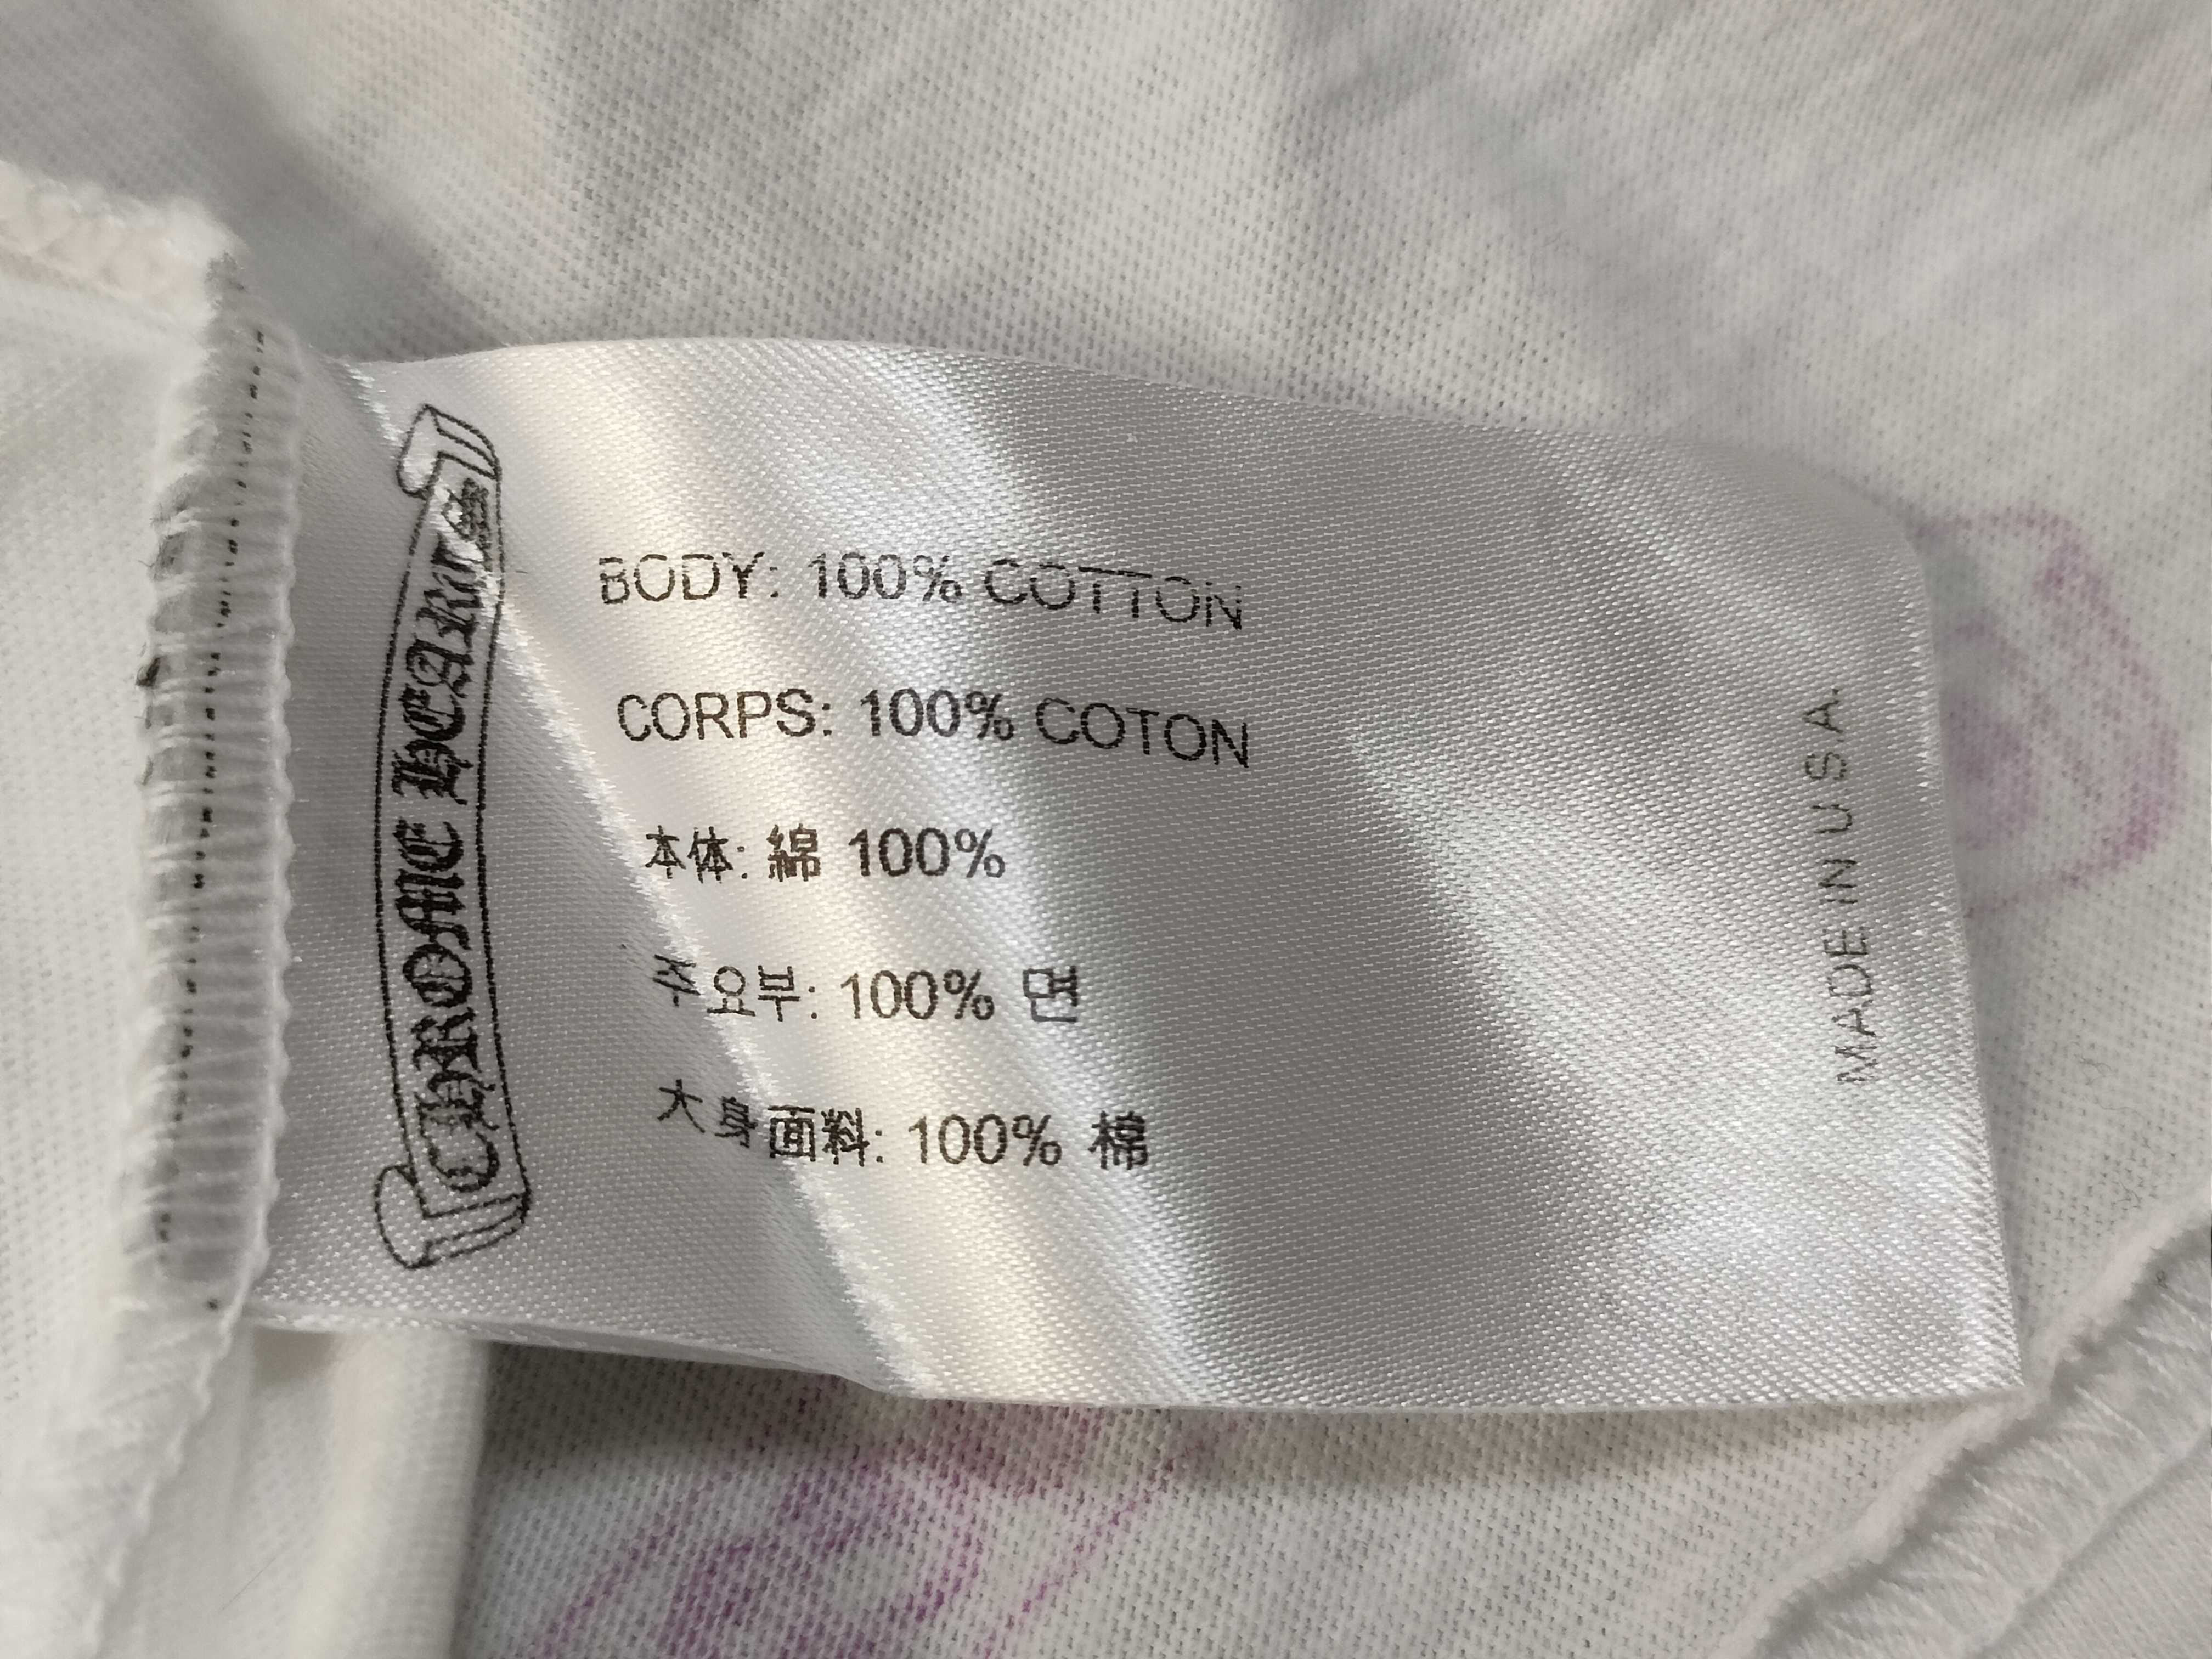 CHROME HEARTS
BODY: 100% COTTON
CORPS: 100% COTON
本体: 綿 100%
주요부: 100% 면
大身面料: 100% 棉
MADE IN U.S.A.